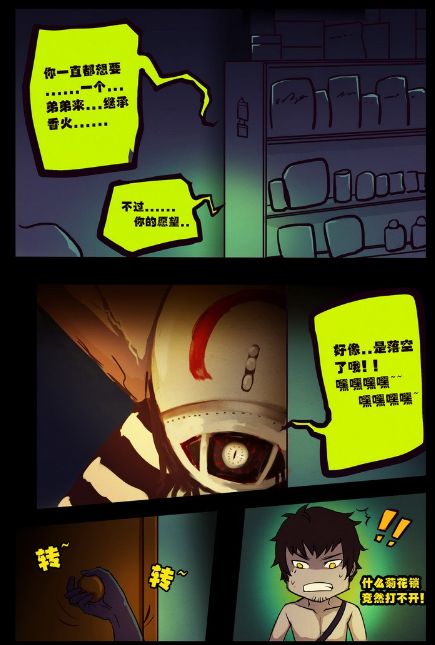 你一直都想要
......一个...
弟弟来...继承
香火......
不过......
你的愿望..
好像..是落空
了哦!!
嘿嘿嘿嘿~~
嘿嘿嘿嘿~
转~
转~
!!
什么菊花锁
竟然打不开!